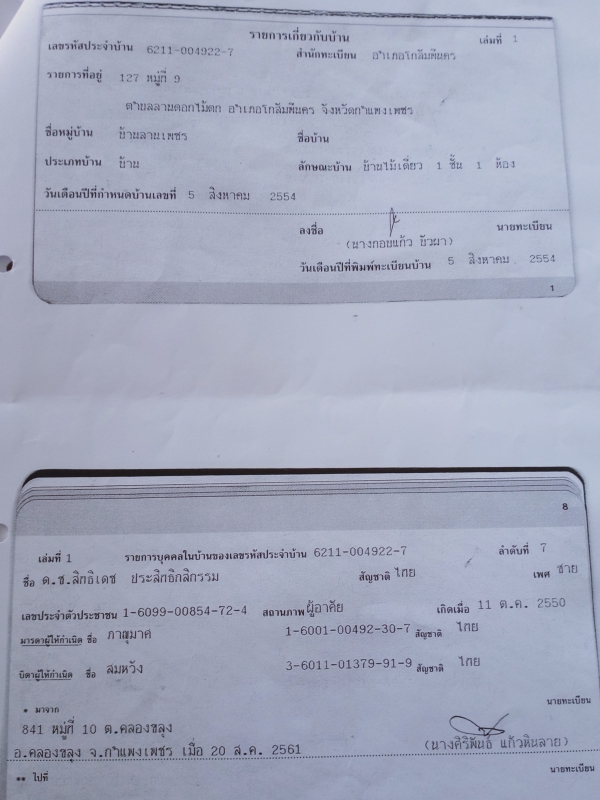 รายการเกี่ยวกับบ้าน เล่มที่ 1
เลขรหัสประจำบ้าน 6211-004922-7 สำนักทะเบียน อำเภอโกสัมพีนคร
รายการที่อยู่ 127 หมู่ที่ 9
ตำบลลานดอกไม้ตก อำเภอโกสัมพีนคร จังหวัดกำแพงเพชร
ชื่อหมู่บ้าน บ้านลานเพชร ชื่อบ้าน
ประเภทบ้าน บ้าน ลักษณะบ้าน บ้านไม้เดี่ยว 1 ชั้น 1 ห้อง
วันเดือนปีที่กำหนดบ้านเลขที่ 5 สิงหาคม 2554
ลงชื่อ นายทะเบียน
(นางกอบแก้ว บัวผา)
วันเดือนปีที่พิมพ์ทะเบียนบ้าน 5 สิงหาคม 2554
1
8
เล่มที่ 1 รายการบุคคลในบ้านของเลขรหัสประจำบ้าน 6211-004922-7 ลำดับที่ 7
ชื่อ ด.ช.สิทธิเดช ประสิทธิกสิกรรม สัญชาติ ไทย เพศ ชาย
เลขประจำตัวประชาชน 1-6099-00854-72-4 สถานภาพ ผู้อาศัย เกิดเมื่อ 11 ต.ค. 2550
มารดาผู้ให้กำเนิด ชื่อ ภาณุมาศ 1-6001-00492-30-7 สัญชาติ ไทย
บิดาผู้ให้กำเนิด ชื่อ สมหวัง 3-6011-01379-91-9 สัญชาติ ไทย
* มาจาก นายทะเบียน
841 หมู่ที่ 10 ต.คลองขลุง
อ.คลองขลุง จ.กำแพงเพชร เมื่อ 20 ส.ค. 2561 (นางศิริพันธ์ แก้วหินลาย)
** ไปที่ นายทะเบียน